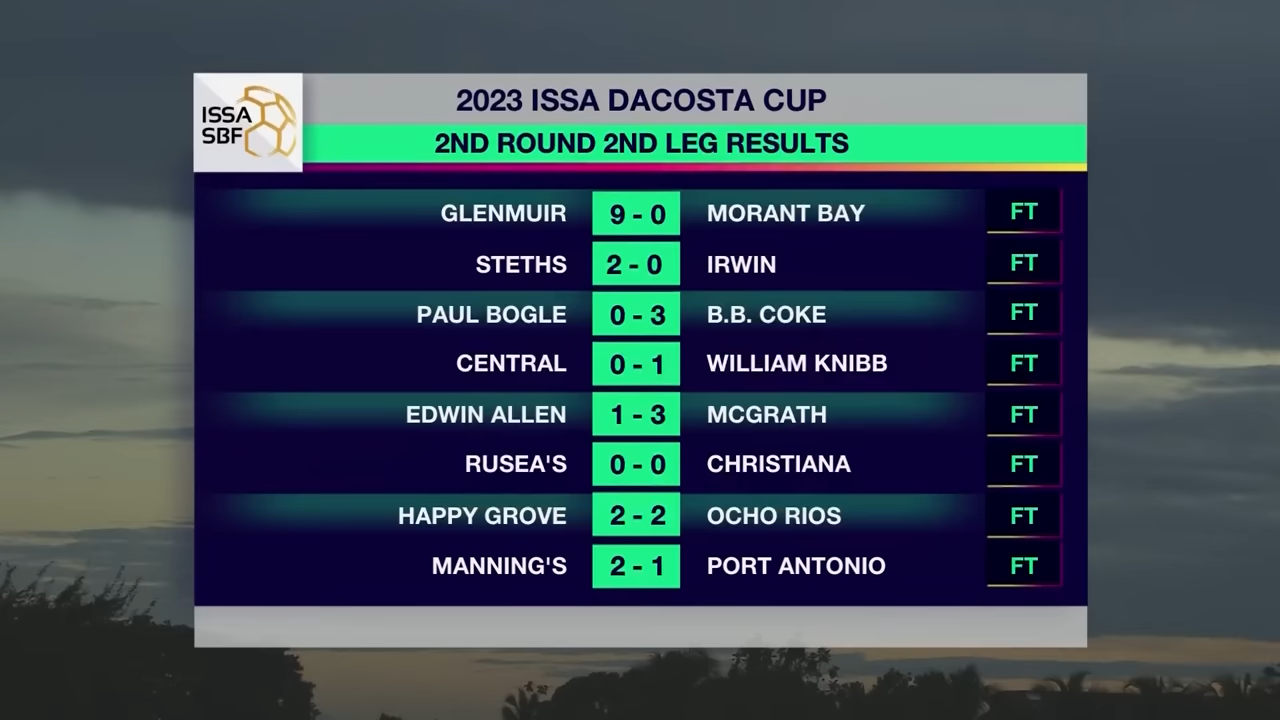 ISSA
SBF
2023 ISSA DACOSTA CUP
2ND ROUND 2ND LEG RESULTS
GLENMUIR 9 - 0 MORANT BAY FT
STETHS 2 - 0 IRWIN FT
PAUL BOGLE 0 - 3 B.B. COKE FT
CENTRAL 0 - 1 WILLIAM KNIBB FT
EDWIN ALLEN 1 - 3 MCGRATH FT
RUSEA'S 0 - 0 CHRISTIANA FT
HAPPY GROVE 2 - 2 OCHO RIOS FT
MANNING'S 2 - 1 PORT ANTONIO FT